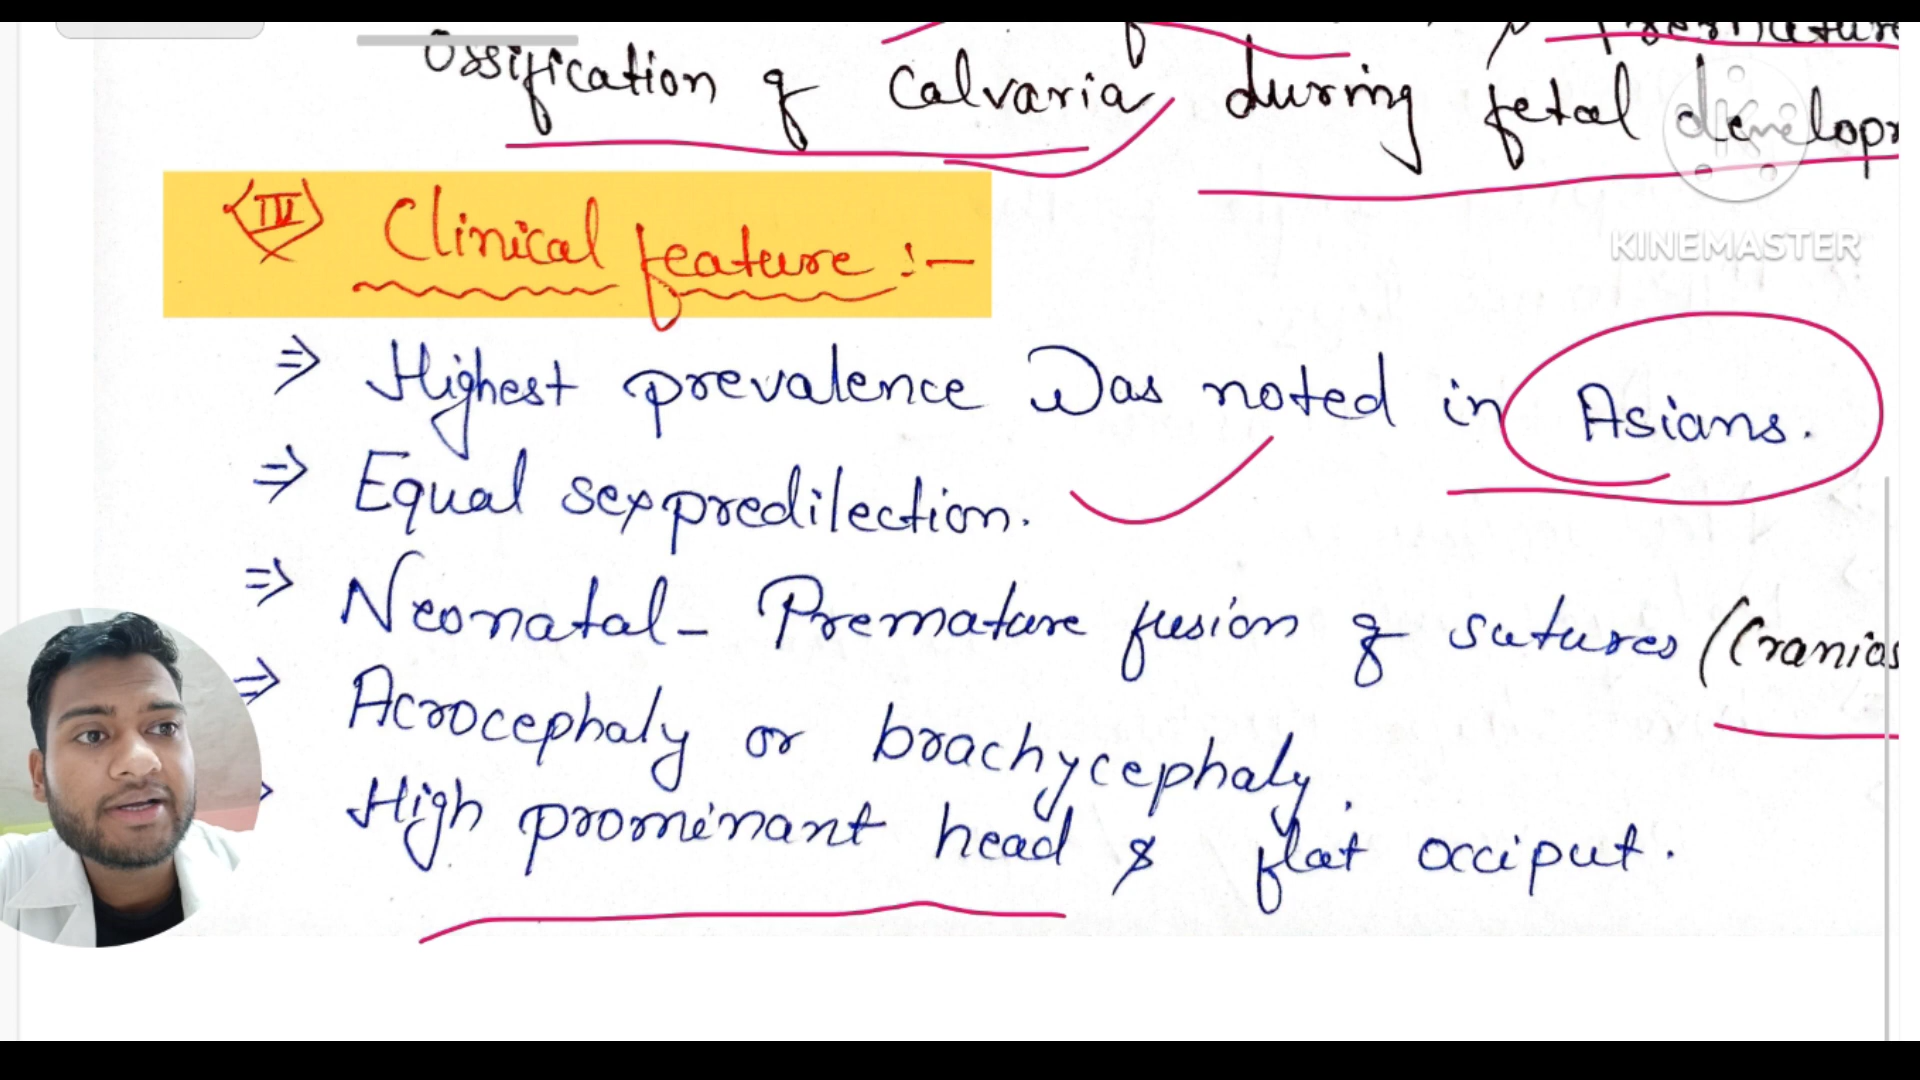 premature
Ossification of calvaria during fetal develop
III Clinical feature :-
⇒ Highest prevalence was noted in Asians.
⇒ Equal sex predilection.
⇒ Neonatal - Premature fusion of sutures (Cranios
⇒ Acrocephaly or brachycephaly.
High prominant head & flat occiput.
KINEMASTER